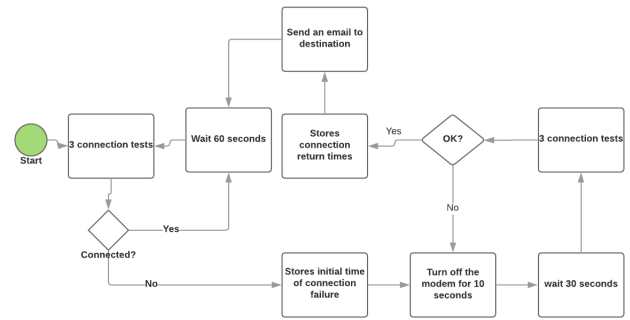 Send an email to
destination
Start
3 connection tests
Wait 60 seconds
Stores
connection
return times
Yes
OK?
3 connection tests
No
Connected?
Yes
No
Stores initial time
of connection
failure
Turn off the
modem for 10
seconds
wait 30 seconds